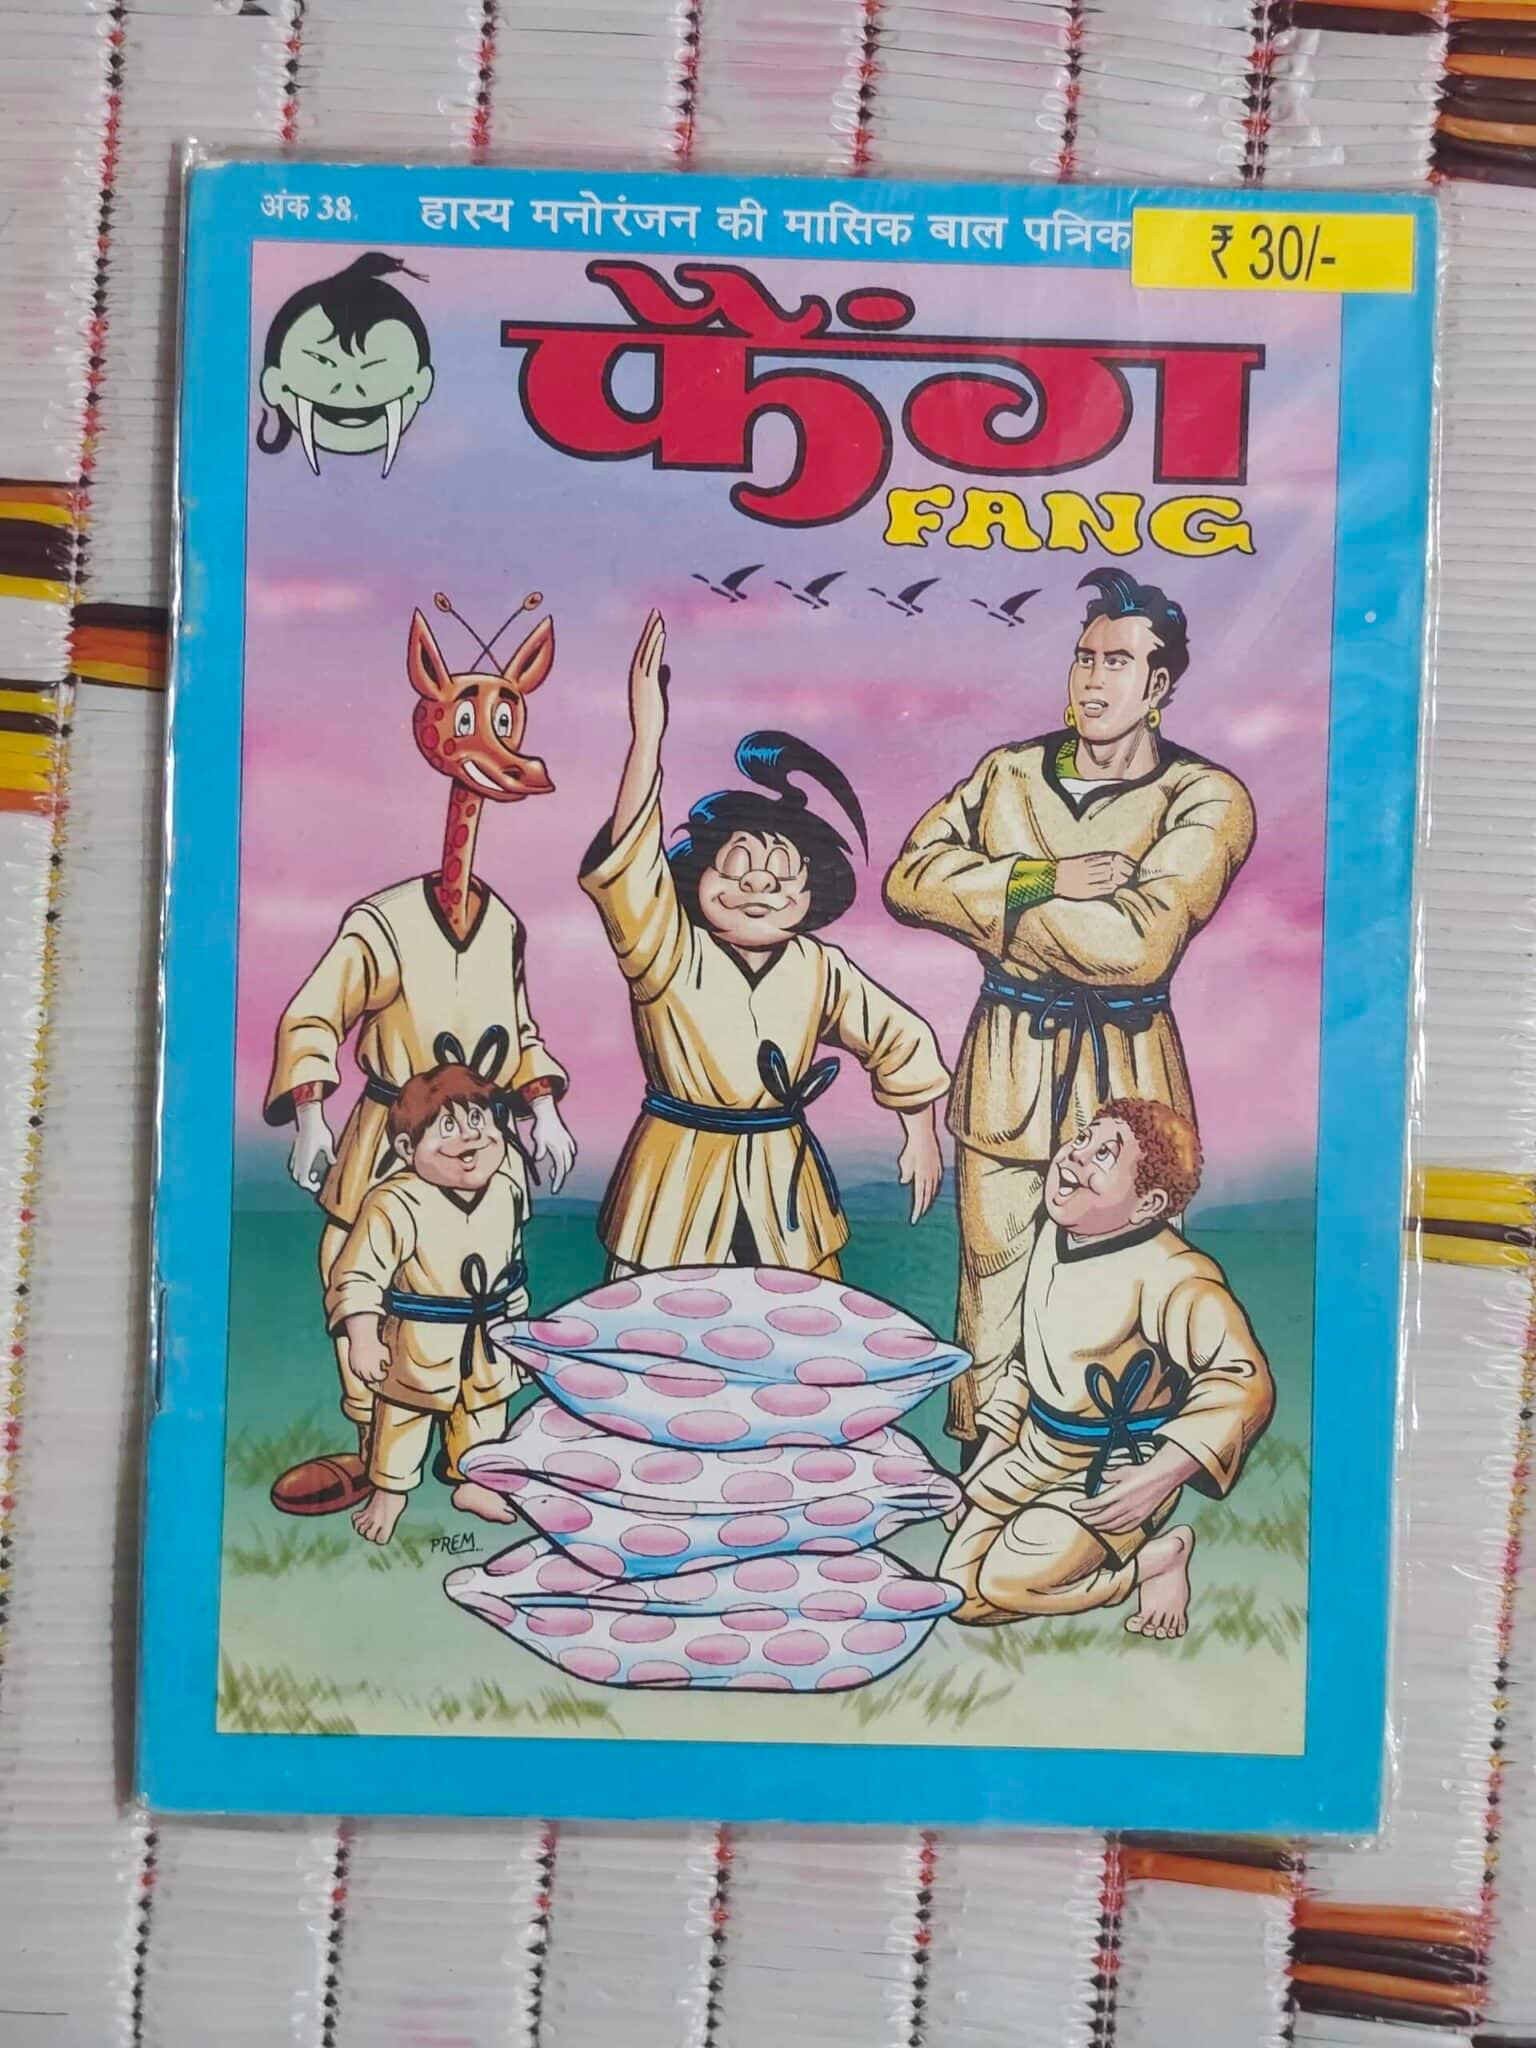 अंक 38.
हास्य मनोरंजन की मासिक बाल पत्रिक
₹ 30/-
फैंग
FANG
PREM..